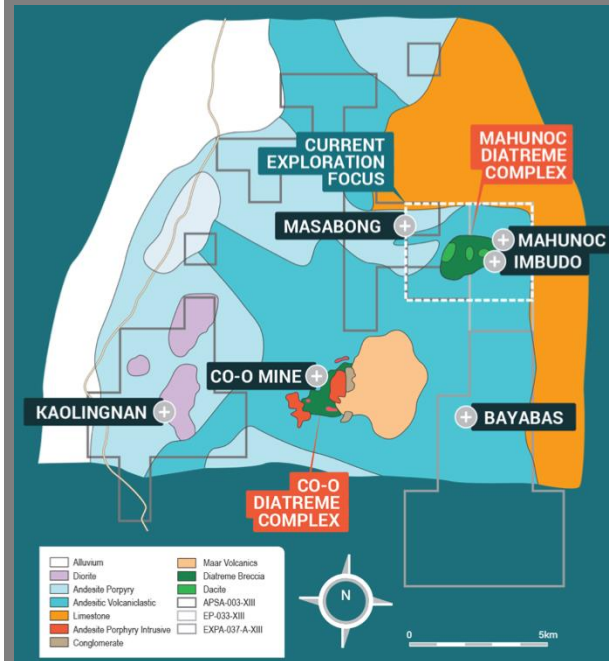 CURRENT
EXPLORATION
FOCUS
MAHUNOC
DIATREME
COMPLEX
MASABONG
MAHUNOC
IMBUDO
CO-O MINE
KAOLINGNAN
BAYABAS
CO-O
DIATREME
COMPLEX
Alluvium
Diorite
Andesite Porpyry
Andesitic Volcaniclastic
Limestone
Andesite Porphyry Intrusive
Conglomerate
Maar Volcanics
Diatreme Breccia
Dacite
APSA-003-XIII
EP-033-XIII
EXPA-037-A-XIII
N
0 5km